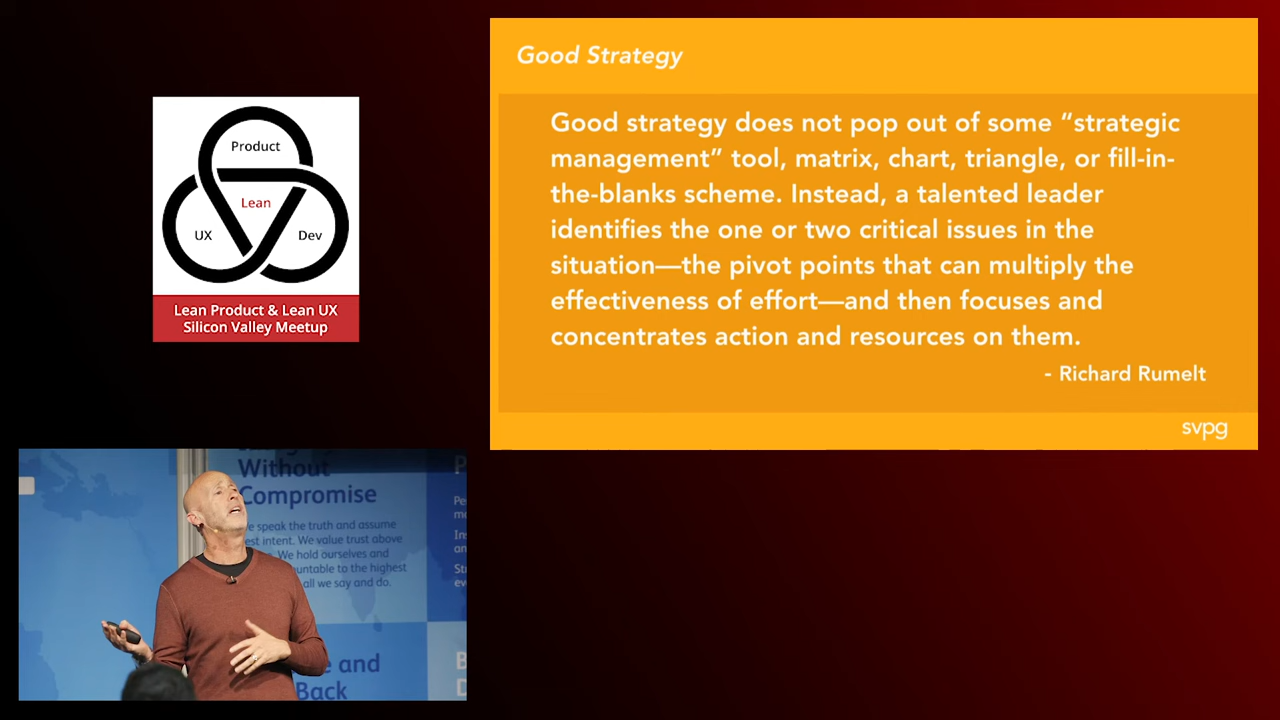 Product
Lean
UX
Dev
Lean Product & Lean UX
Silicon Valley Meetup
Good Strategy
Good strategy does not pop out of some “strategic
management” tool, matrix, chart, triangle, or fill-in-
the-blanks scheme. Instead, a talented leader
identifies the one or two critical issues in the
situation—the pivot points that can multiply the
effectiveness of effort—and then focuses and
concentrates action and resources on them.
- Richard Rumelt
svpg
Without
Compromise
speak the truth and assume
intent. We value trust above
We hold ourselves and
to the highest
all we say and do.
and
Back